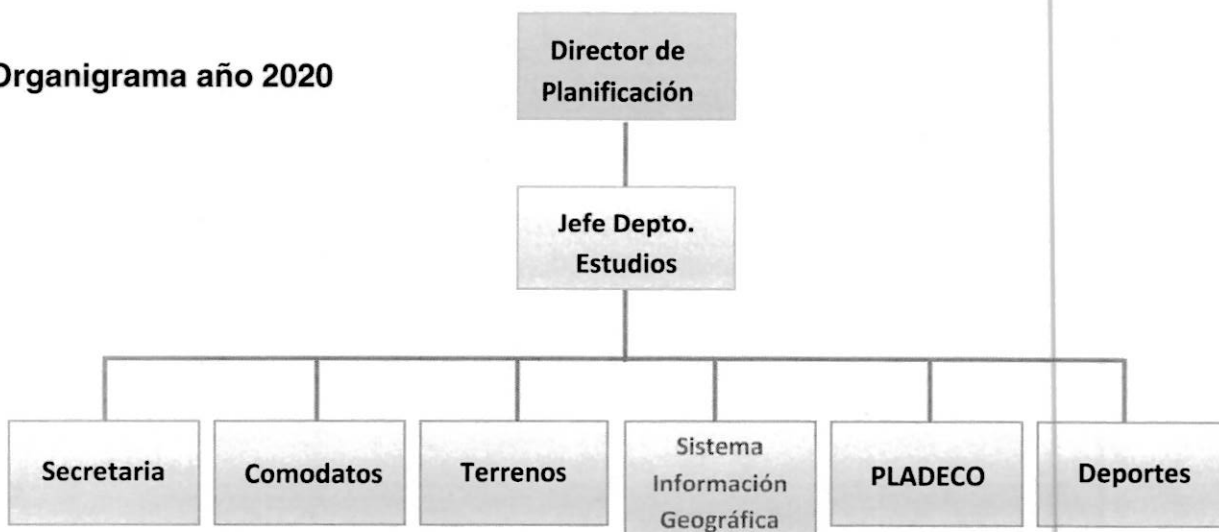 Organigrama año 2020
Director de
Planificación
Jefe Depto.
Estudios
Secretaria
Comodatos
Terrenos
Sistema
Información
Geográfica
PLADECO
Deportes